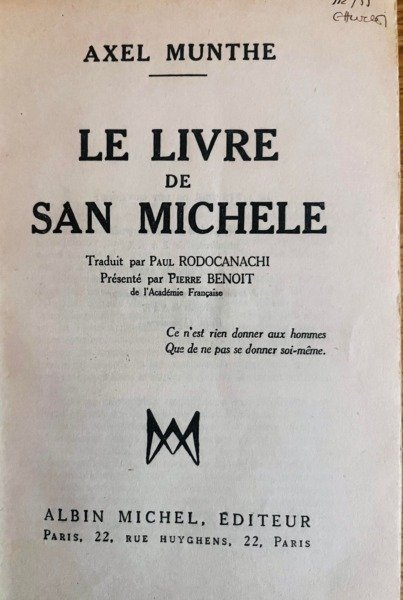 AXEL MUNTHE
LE LIVRE
DE
SAN MICHELE
Traduit par PAUL RODOCANACHI
Présenté par PIERRE BENOIT
de l'Académie Française
Ce n'est rien donner aux hommes
Que de ne pas se donner soi-même.
ALBIN MICHEL, ÉDITEUR
PARIS, 22, RUE HUYGHENS, 22, PARIS